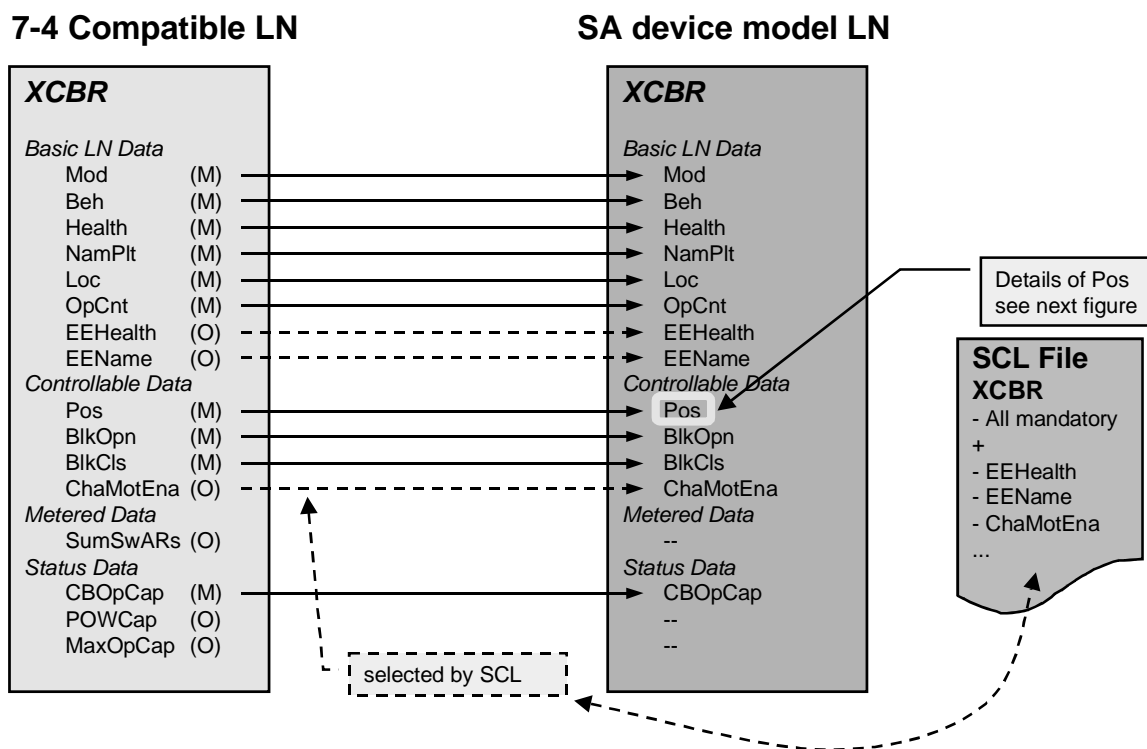 7-4 Compatible LN
SA device model LN
XCBR
Basic LN Data
Mod (M)
Beh (M)
Health (M)
NamPlt (M)
Loc (M)
OpCnt (M)
EEHealth (O)
EEName (O)
Controllable Data
Pos (M)
BlkOpn (M)
BlkCls (M)
ChaMotEna (O)
Metered Data
SumSwARs (O)
Status Data
CBOpCap (M)
POWCap (O)
MaxOpCap (O)
selected by SCL
XCBR
Basic LN Data
Mod
Beh
Health
NamPlt
Loc
OpCnt
EEHealth
EEName
Controllable Data
Pos
BlkOpn
BlkCls
ChaMotEna
Metered Data
--
Status Data
CBOpCap
--
--
Details of Pos
see next figure
SCL File
XCBR
- All mandatory
+
- EEHealth
- EEName
- ChaMotEna
...